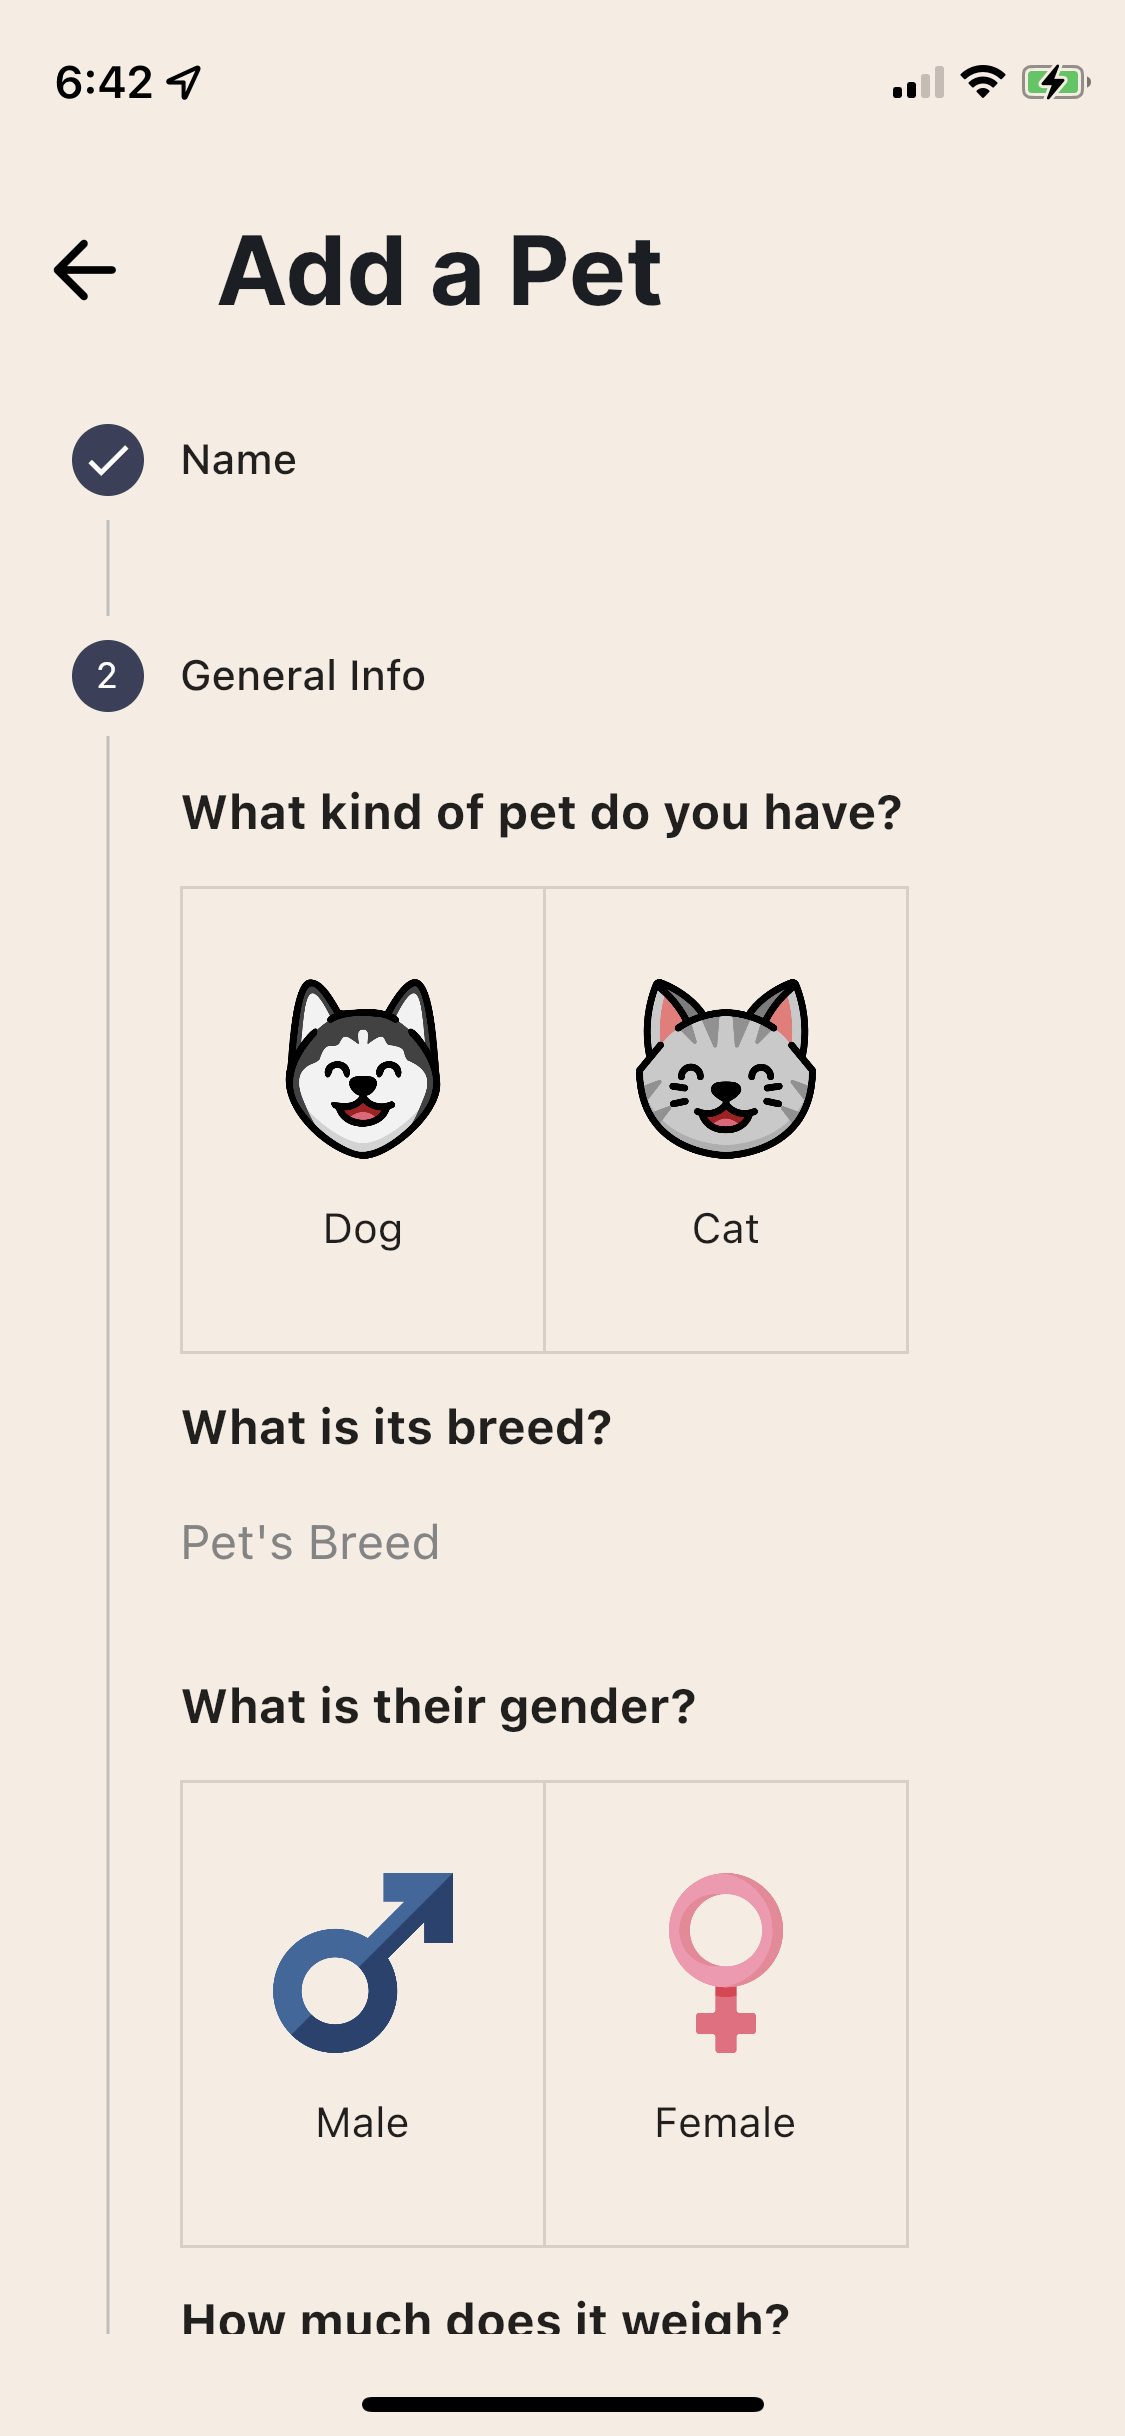 6:42
Add a Pet
Name
2 General Info
What kind of pet do you have?
Dog Cat
What is its breed?
Pet's Breed
What is their gender?
Male Female
How much does it weigh?